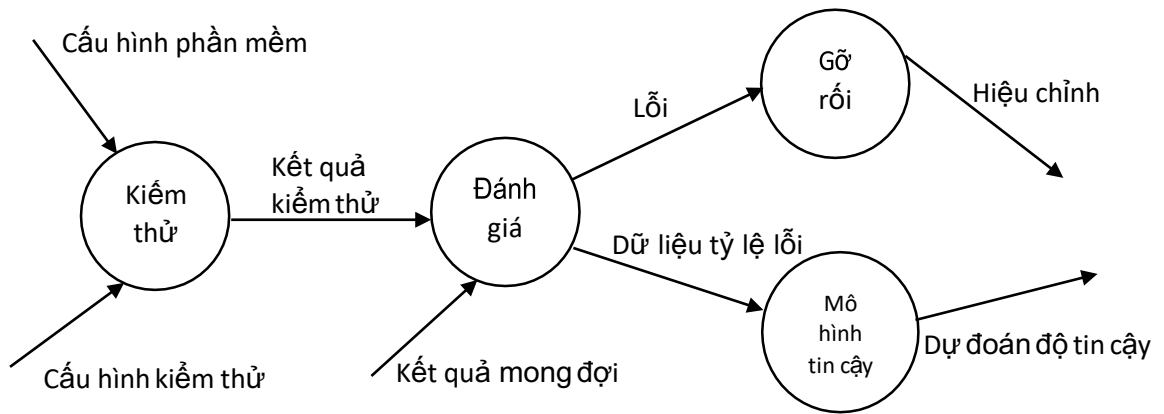 Cấu hình phần mềm
Gỡ
rối
Hiệu chỉnh
Lỗi
Kết quả
kiểm thử
Kiếm
thử
Đánh
giá
Dữ liệu tỷ lệ lỗi
Mô
hình
tin cậy
Dự đoán độ tin cậy
Cấu hình kiểm thử
Kết quả mong đợi